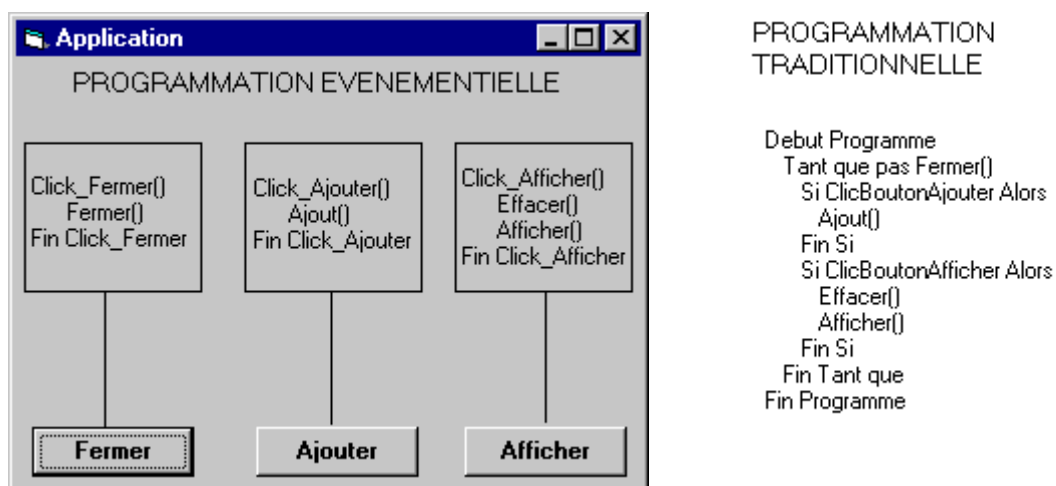 Application
PROGRAMMATION EVENEMENTIELLE
Click_Fermer()
Fermer()
Fin Click_Fermer
Click_Ajouter()
Ajout()
Fin Click_Ajouter
Click_Afficher()
Effacer()
Afficher()
Fin Click_Afficher
Fermer
Ajouter
Afficher
PROGRAMMATION
TRADITIONNELLE
Debut Programme
Tant que pas Fermer()
Si ClicBoutonAjouter Alors
Ajout()
Fin Si
Si ClicBoutonAfficher Alors
Effacer()
Afficher()
Fin Si
Fin Tant que
Fin Programme